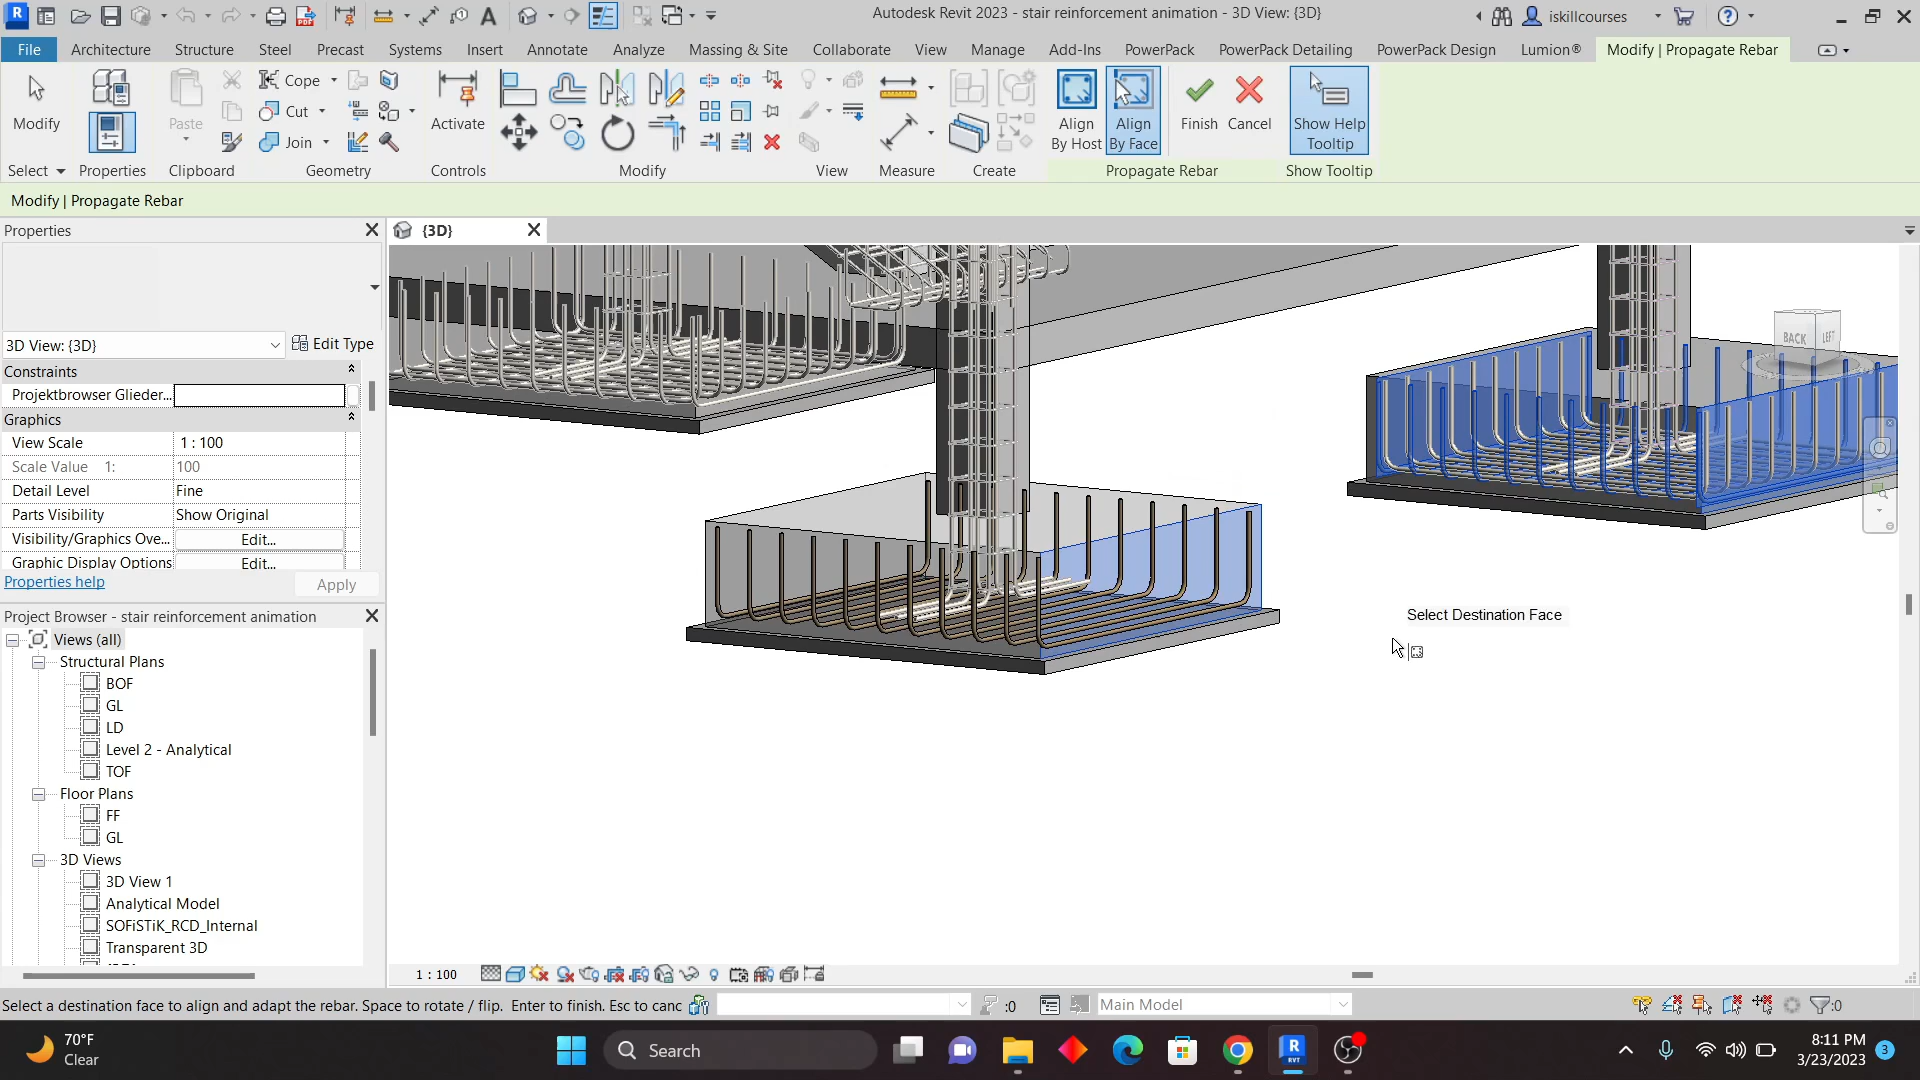 Autodesk Revit 2023 - stair reinforcement animation - 3D View: {3D}
iskillcourses
File Architecture Structure Steel Precast Systems Insert Annotate Analyze Massing & Site Collaborate View Manage Add-Ins PowerPack PowerPack Detailing PowerPack Design Lumion® Modify | Propagate Rebar
Cope
Cut
Join
Modify
Paste
Activate
Align By Host
Align By Face
Finish
Cancel
Show Help Tooltip
Select Properties Clipboard Geometry Controls Modify View Measure Create Propagate Rebar Show Tooltip
Modify | Propagate Rebar
Properties
{3D}
3D View: {3D}
Edit Type
Constraints
Projektbrowser Glieder...
Graphics
View Scale 1 : 100
Scale Value 1: 100
Detail Level Fine
Parts Visibility Show Original
Visibility/Graphics Ove... Edit...
Graphic Display Options Edit...
Properties help Apply
Project Browser - stair reinforcement animation
Views (all)
Structural Plans
BOF
GL
LD
Level 2 - Analytical
TOF
Floor Plans
FF
GL
3D Views
3D View 1
Analytical Model
SOFiSTiK_RCD_Internal
Transparent 3D
BACK LEFT
Select Destination Face
1 : 100
Select a destination face to align and adapt the rebar. Space to rotate / flip. Enter to finish. Esc to canc
:0
Main Model
:0
70°F
Clear
Search
RVT
8:11 PM
3/23/2023
3